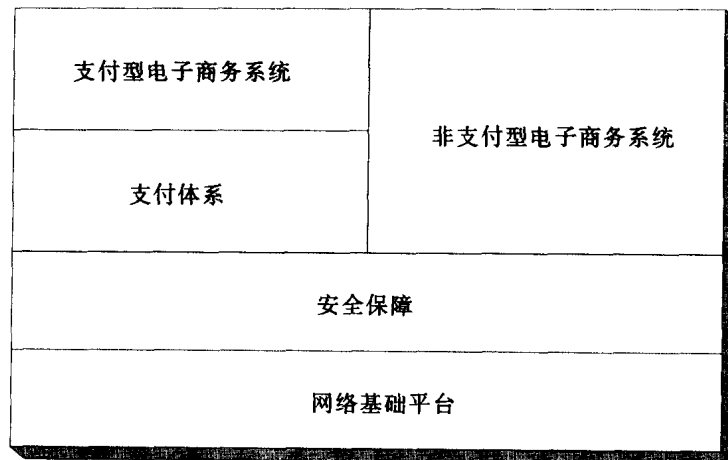 支付型电子商务系统
非支付型电子商务系统
支付体系
安全保障
网络基础平台